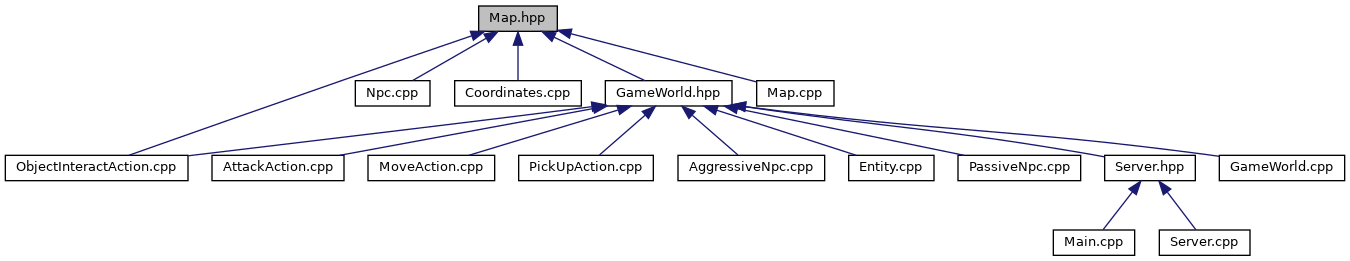 Map.hpp
Npc.cpp
Coordinates.cpp
GameWorld.hpp
Map.cpp
ObjectInteractAction.cpp
AttackAction.cpp
MoveAction.cpp
PickUpAction.cpp
AggressiveNpc.cpp
Entity.cpp
PassiveNpc.cpp
Server.hpp
GameWorld.cpp
Main.cpp
Server.cpp